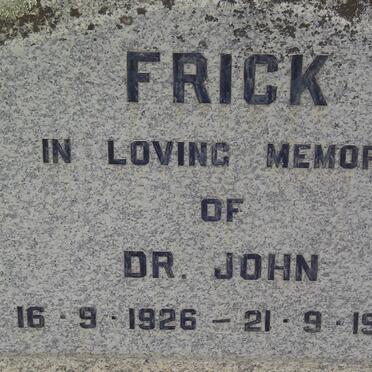 FRICK
IN LOVING MEMOR
OF
DR. JOHN
16 · 9 · 1926 – 21 · 9 · 19